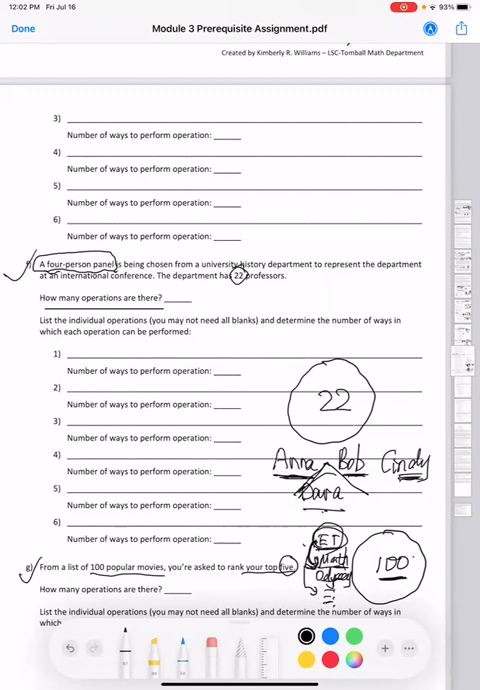 12:02 PM Fri Jul 16
93%
Done
Module 3 Prerequisite Assignment.pdf
Created by Kimberly R. Williams – LSC-Tomball Math Department
3)
Number of ways to perform operation:
4)
Number of ways to perform operation:
5)
Number of ways to perform operation:
6)
Number of ways to perform operation:
f) A four-person panel is being chosen from a university history department to represent the department
at an international conference. The department has 22 professors.
How many operations are there?
List the individual operations (you may not need all blanks) and determine the number of ways in
which each operation can be performed:
1)
Number of ways to perform operation:
2)
Number of ways to perform operation:
22
3)
Number of ways to perform operation:
4)
Anna Bob Cindy
Number of ways to perform operation:
5)
Sara
Number of ways to perform operation:
6)
Number of ways to perform operation:
ET
Math
100
g) From a list of 100 popular movies, you're asked to rank your top five.
How many operations are there?
List the individual operations (you may not need all blanks) and determine the number of ways in
which